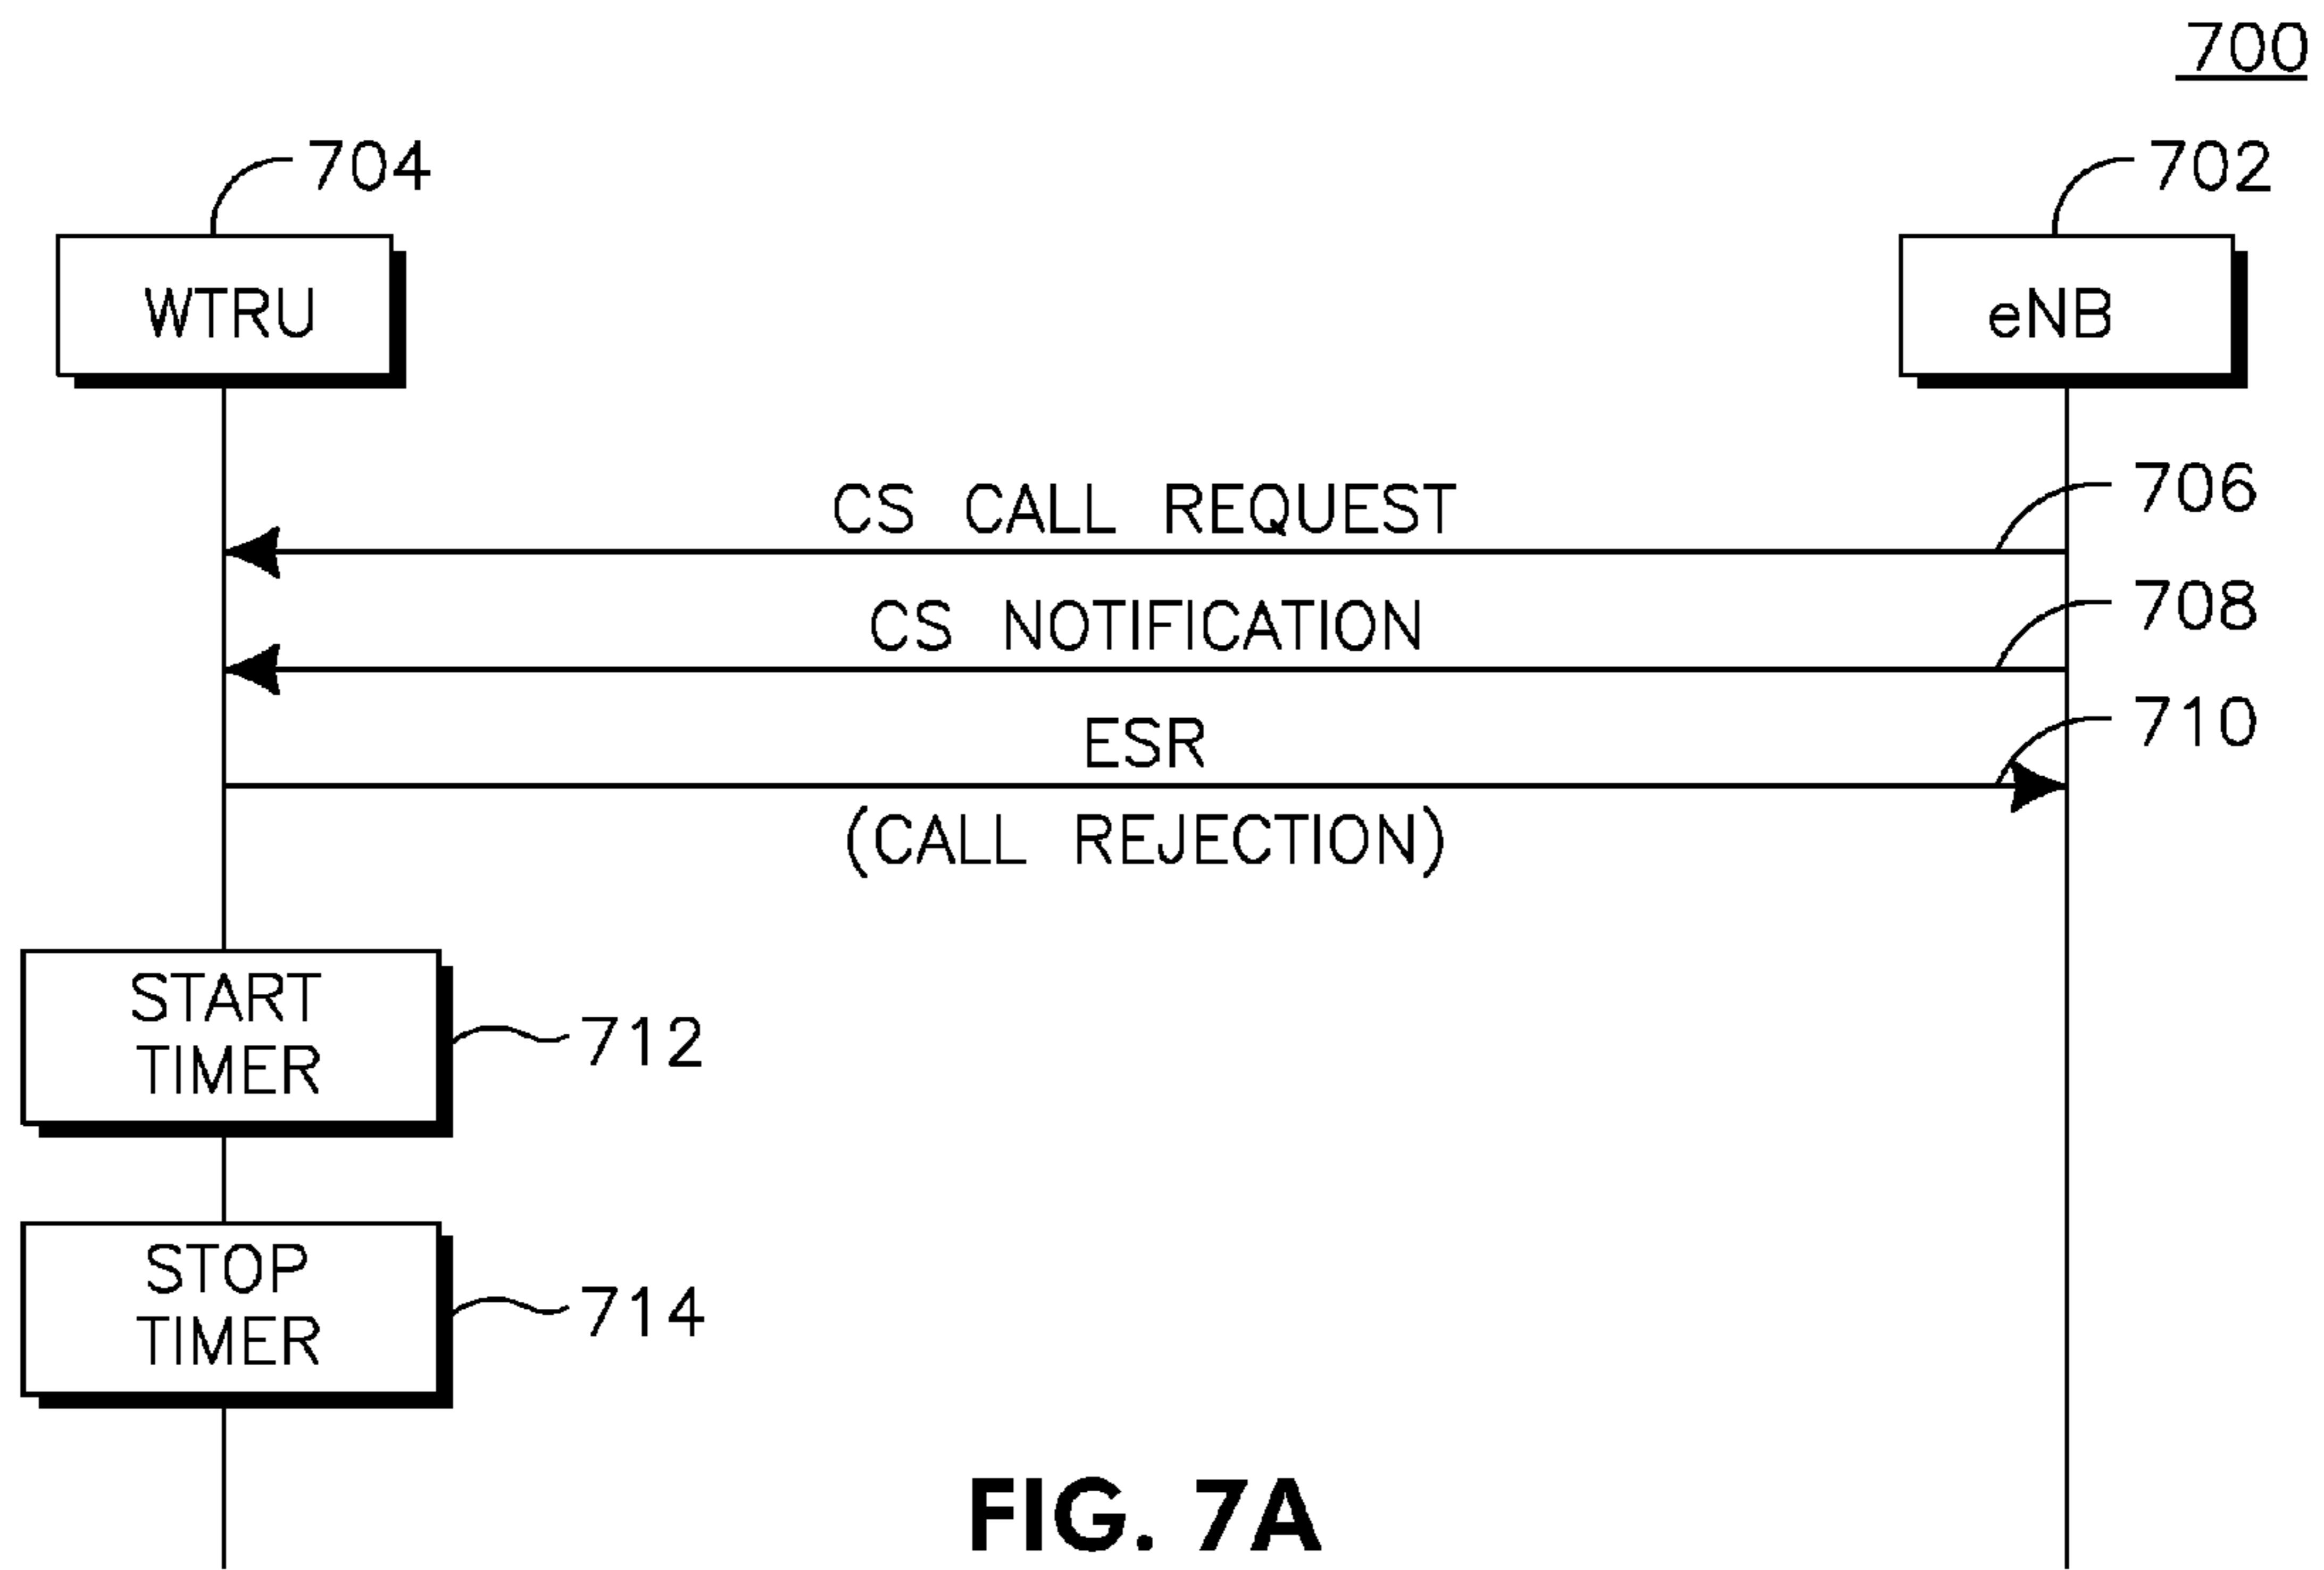 700
704
702
WTRU
eNB
CS CALL REQUEST
706
CS NOTIFICATION
708
ESR
710
(CALL REJECTION)
START
TIMER
712
STOP
TIMER
714
FIG. 7A